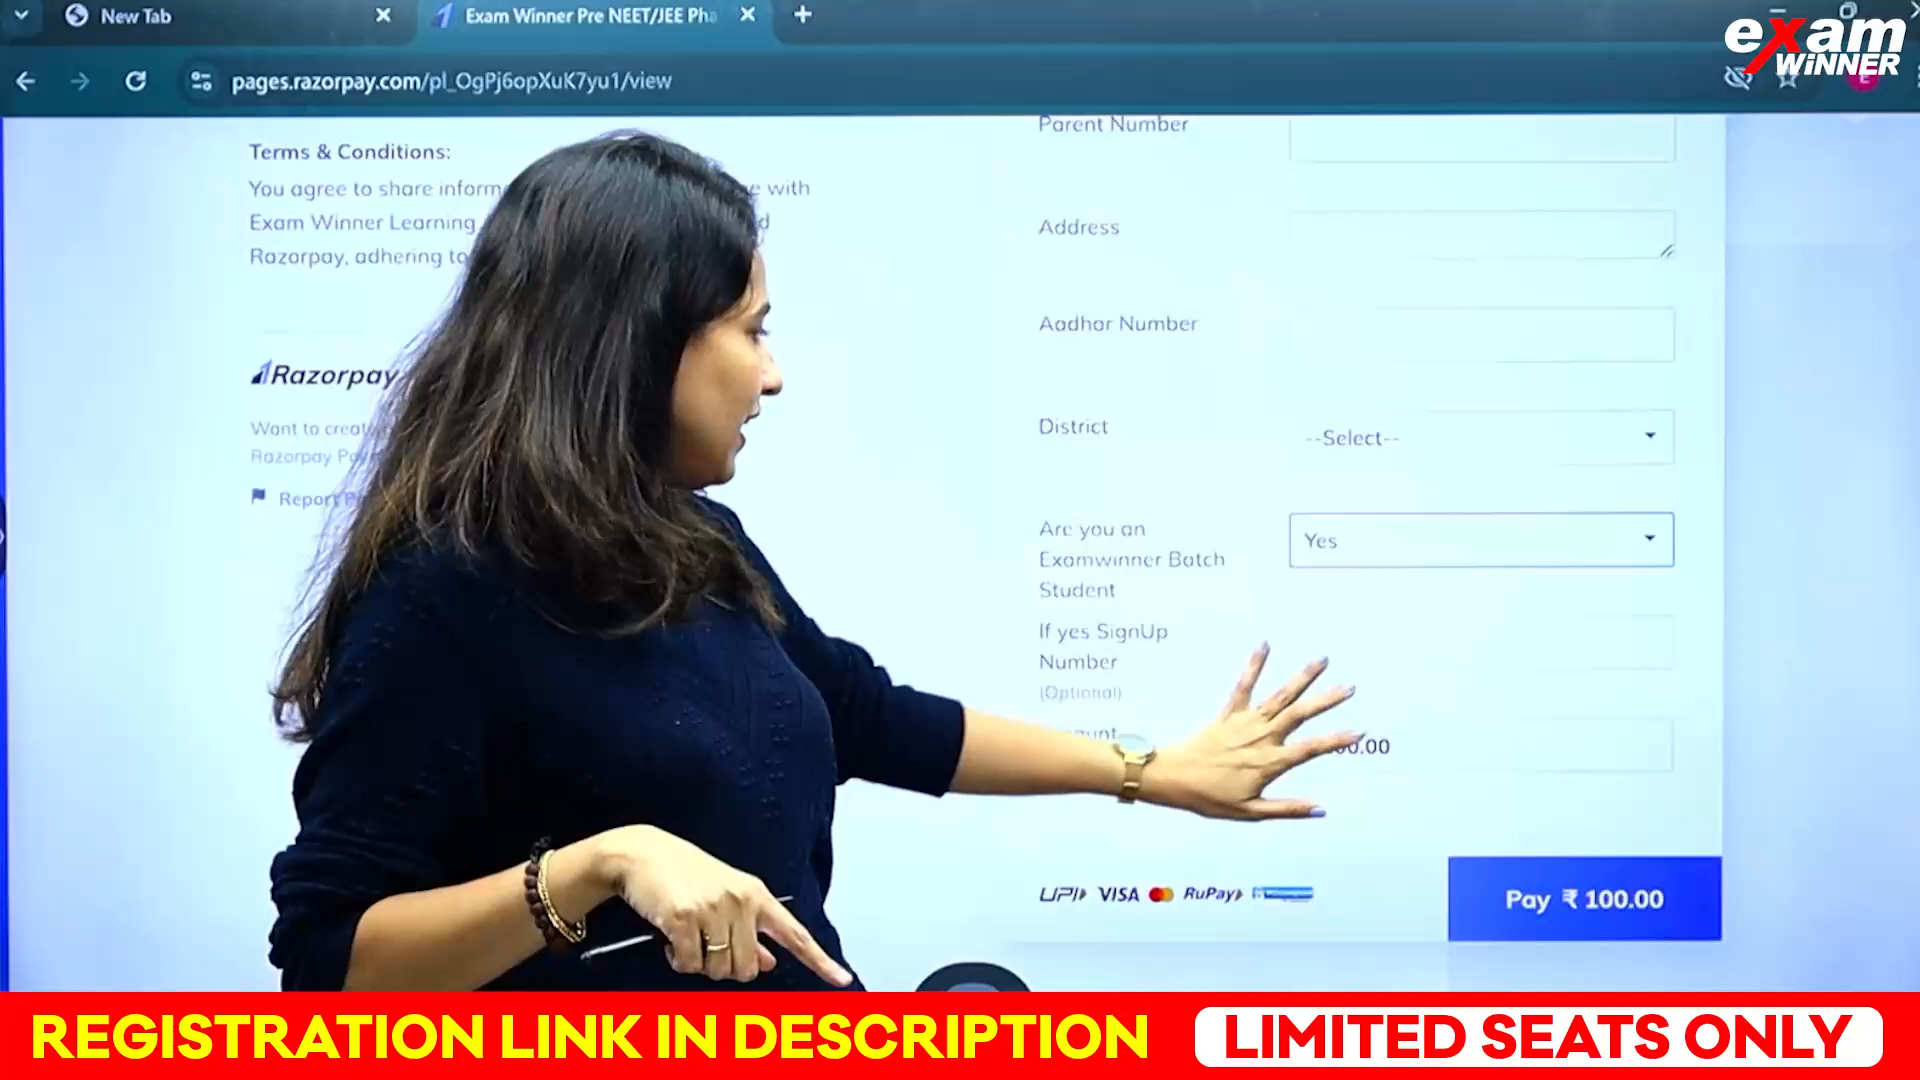 New Tab
Exam Winner Pre NEET/JEE Pha
exam
WiNNER
pages.razorpay.com/pl_OgPj6opXuK7yu1/view
Terms & Conditions:
You agree to share with
Exam Winner Learning
Razorpay, adhering to
Razorpay
Want to create
Razorpay
Report
Parent Number
Address
Aadhar Number
District
--Select--
Are you an
Examwinner Batch
Student
Yes
If yes SignUp
Number
(Optional)
UPI VISA RuPay
Pay ₹ 100.00
REGISTRATION LINK IN DESCRIPTION
LIMITED SEATS ONLY